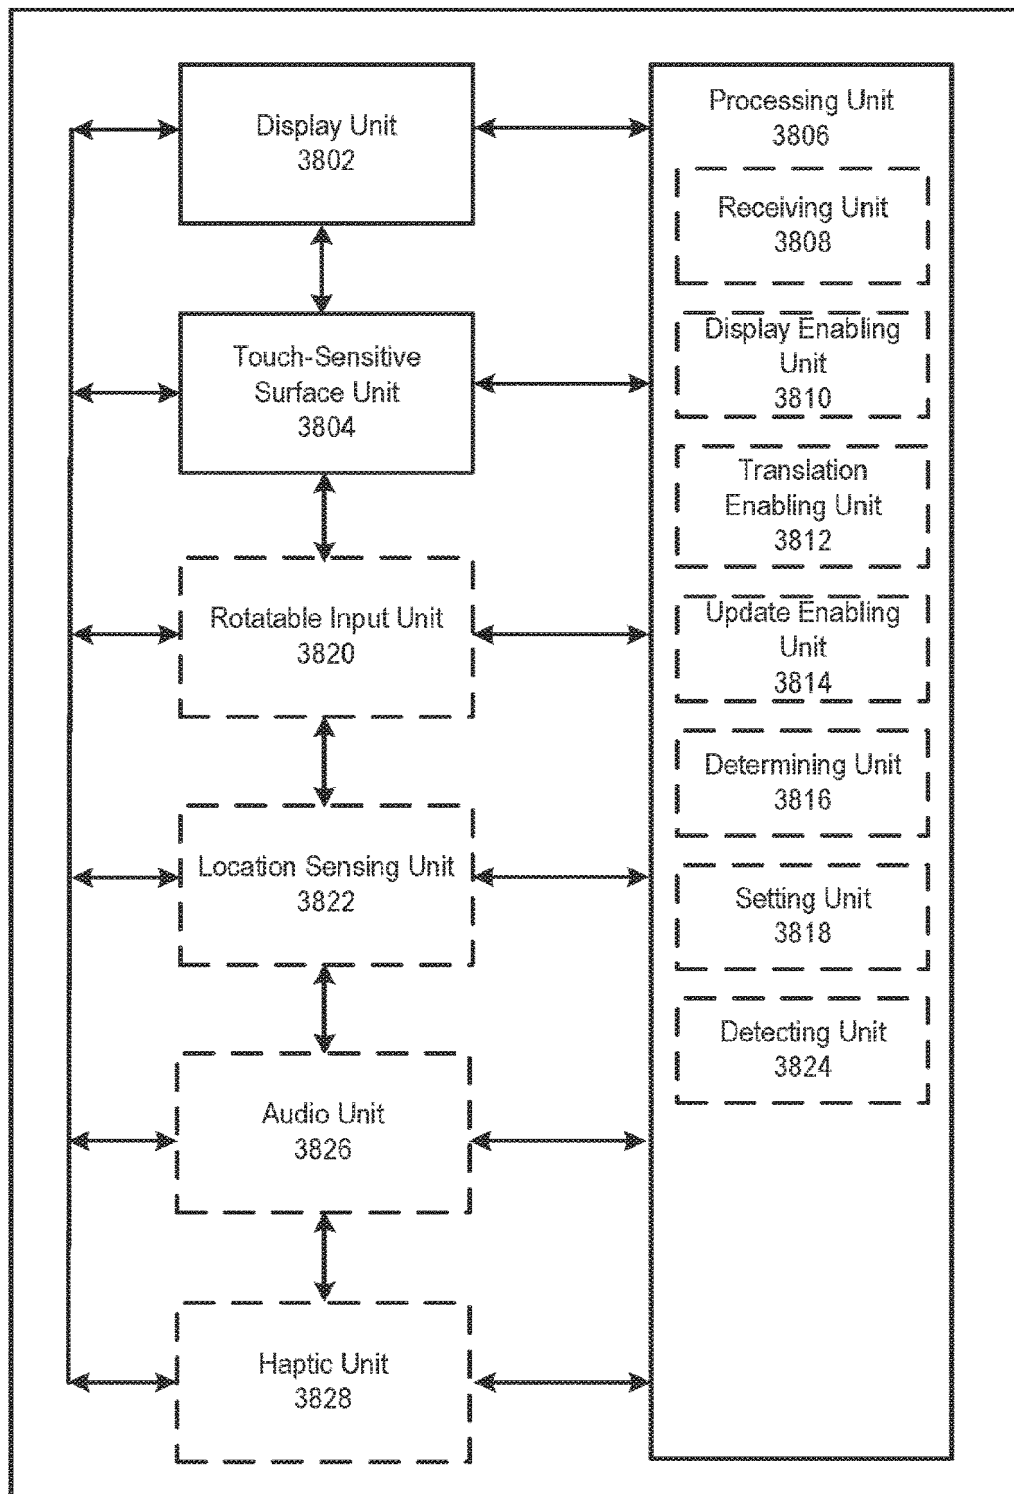 Display Unit
3802
Touch-Sensitive
Surface Unit
3804
Rotatable Input Unit
3820
Location Sensing Unit
3822
Audio Unit
3826
Haptic Unit
3828
Processing Unit
3806
Receiving Unit
3808
Display Enabling
Unit
3810
Translation
Enabling Unit
3812
Update Enabling
Unit
3814
Determining Unit
3816
Setting Unit
3818
Detecting Unit
3824